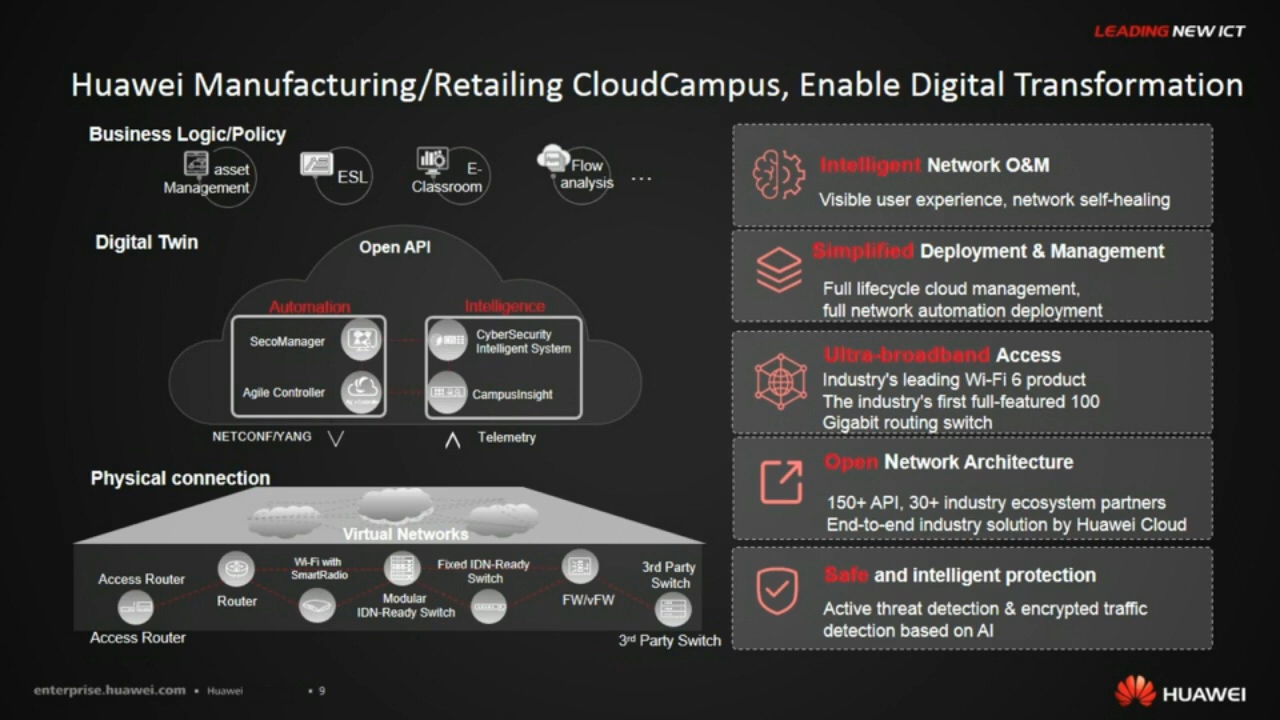 LEADING NEW ICT
Huawei Manufacturing/Retailing CloudCampus, Enable Digital Transformation
Business Logic/Policy
asset
Management
ESL
E-
Classroom
Flow
analysis
...
Digital Twin
Open API
Automation
Intelligence
SecoManager
CyberSecurity
Intelligent System
Agile Controller
CampusInsight
NETCONF/YANG
Telemetry
Physical connection
Virtual Networks
Access Router
Router
Wi-Fi with
SmartRadio
Modular
IDN-Ready Switch
Fixed IDN-Ready
Switch
FW/vFW
3rd Party
Switch
Access Router
3rd Party Switch
Intelligent Network O&M
Visible user experience, network self-healing
Simplified Deployment & Management
Full lifecycle cloud management,
full network automation deployment
Ultra-broadband Access
Industry's leading Wi-Fi 6 product
The industry's first full-featured 100
Gigabit routing switch
Open Network Architecture
150+ API, 30+ industry ecosystem partners
End-to-end industry solution by Huawei Cloud
Safe and intelligent protection
Active threat detection & encrypted traffic
detection based on AI
enterprise.huawei.com • Huawei • 9
HUAWEI